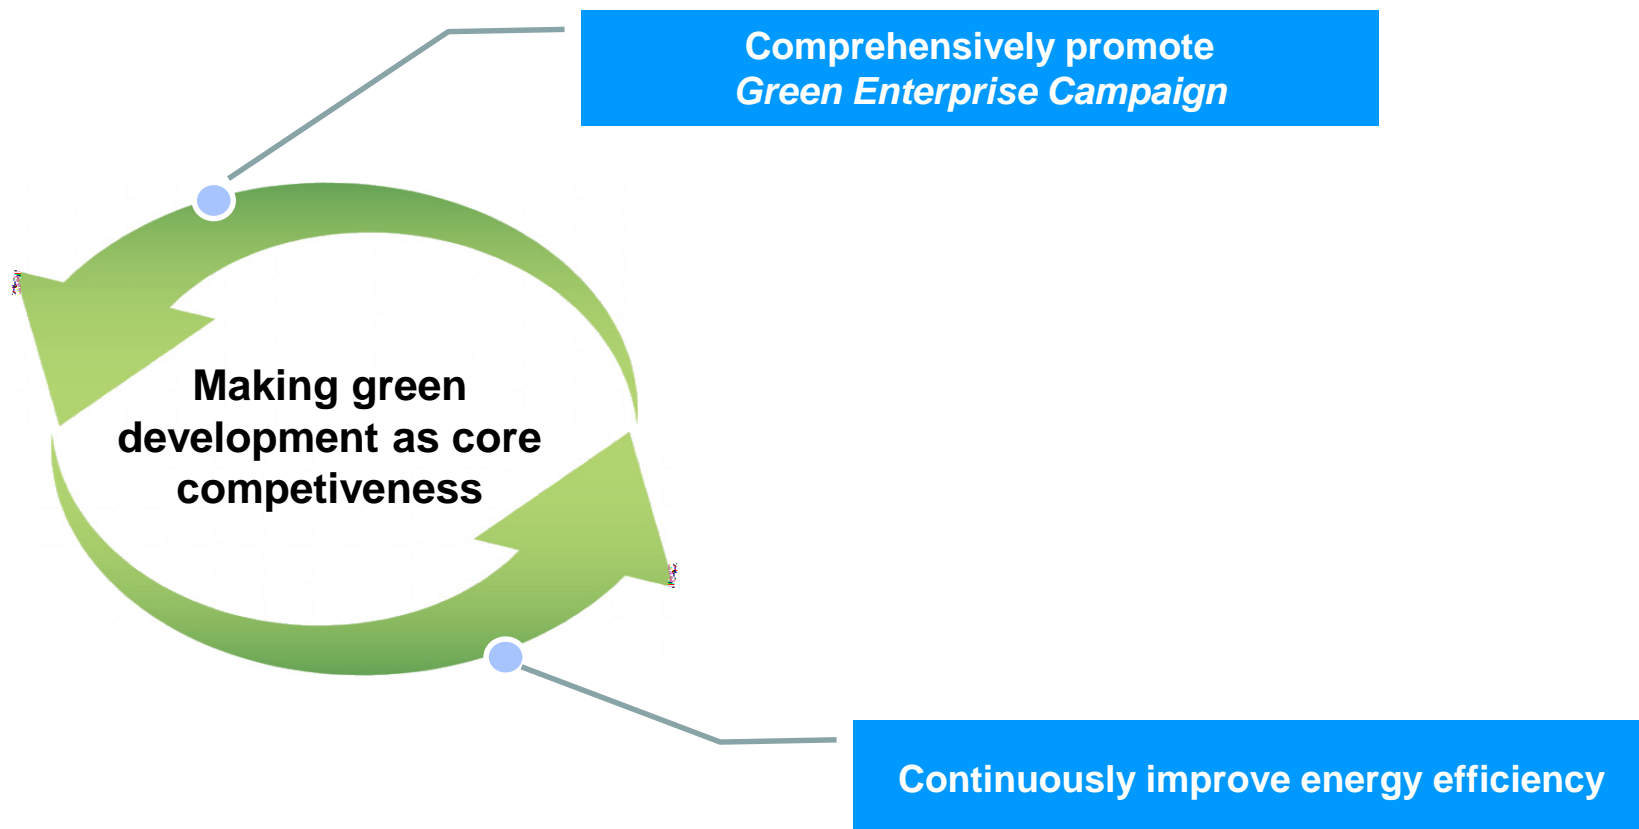 Comprehensively promote
Green Enterprise Campaign
Making green
development as core
competiveness
Continuously improve energy efficiency